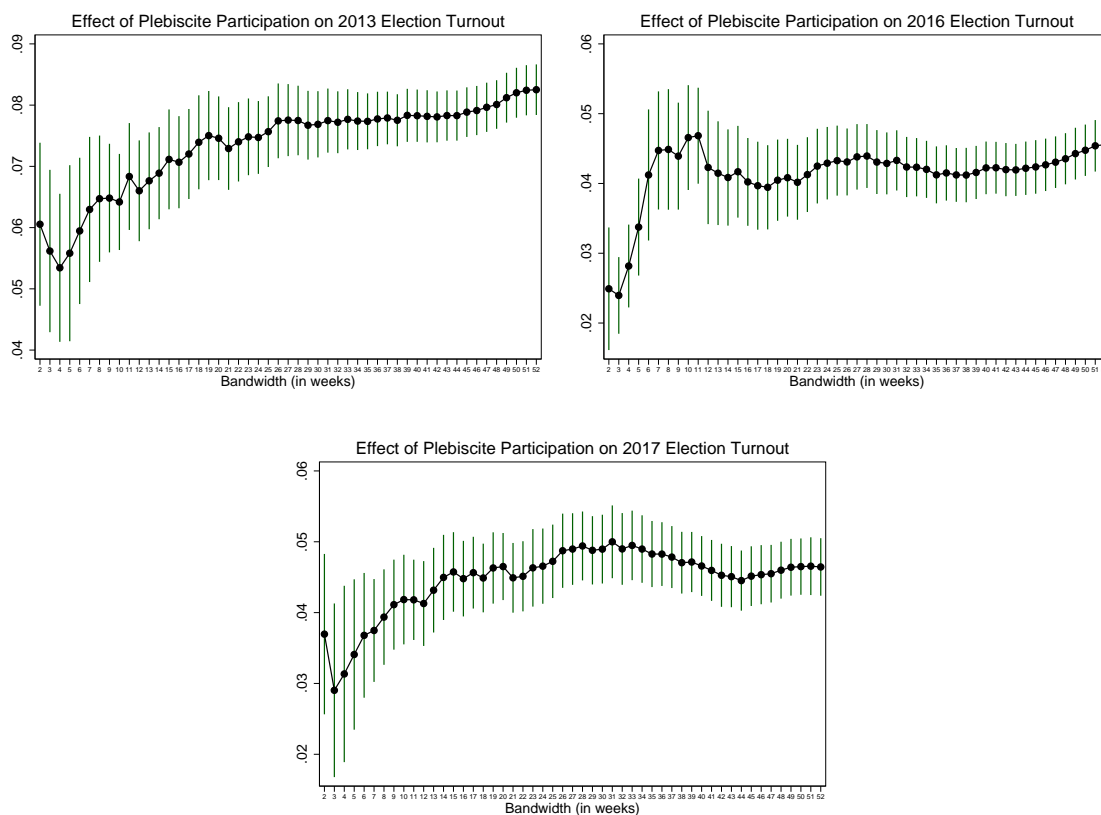 Effect of Plebiscite Participation on 2013 Election Turnout
.09
.08
.07
.06
.05
.04
2 3 4 5 6 7 8 9 10 11 12 13 14 15 16 17 18 19 20 21 22 23 24 25 26 27 28 29 30 31 32 33 34 35 36 37 38 39 40 41 42 43 44 45 46 47 48 49 50 51 52
Bandwidth (in weeks)
Effect of Plebiscite Participation on 2016 Election Turnout
.06
.05
.04
.03
.02
2 3 4 5 6 7 8 9 10 11 12 13 14 15 16 17 18 19 20 21 22 23 24 25 26 27 28 29 30 31 32 33 34 35 36 37 38 39 40 41 42 43 44 45 46 47 48 49 50 51
Bandwidth (in weeks)
Effect of Plebiscite Participation on 2017 Election Turnout
.06
.05
.04
.03
.02
2 3 4 5 6 7 8 9 10 11 12 13 14 15 16 17 18 19 20 21 22 23 24 25 26 27 28 29 30 31 32 33 34 35 36 37 38 39 40 41 42 43 44 45 46 47 48 49 50 51 52
Bandwidth (in weeks)